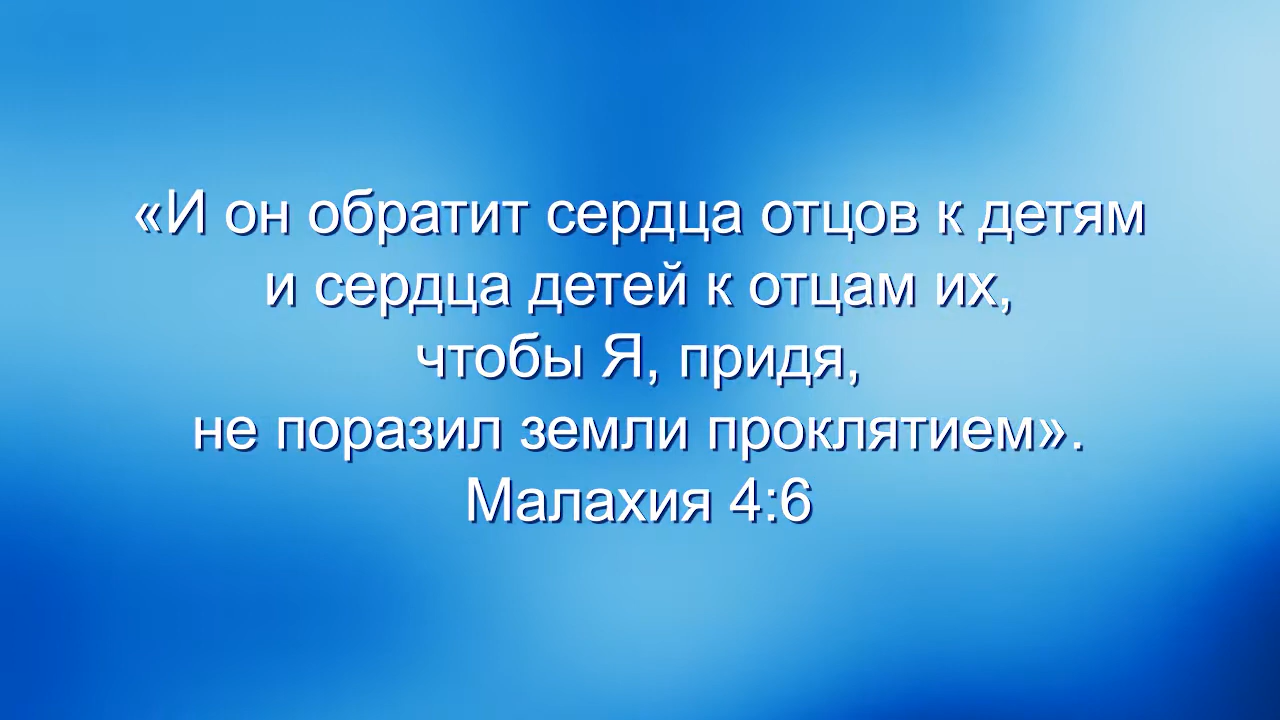 «И он обратит сердца отцов к детям
и сердца детей к отцам их,
чтобы Я, придя,
не поразил земли проклятием».
Малахия 4:6